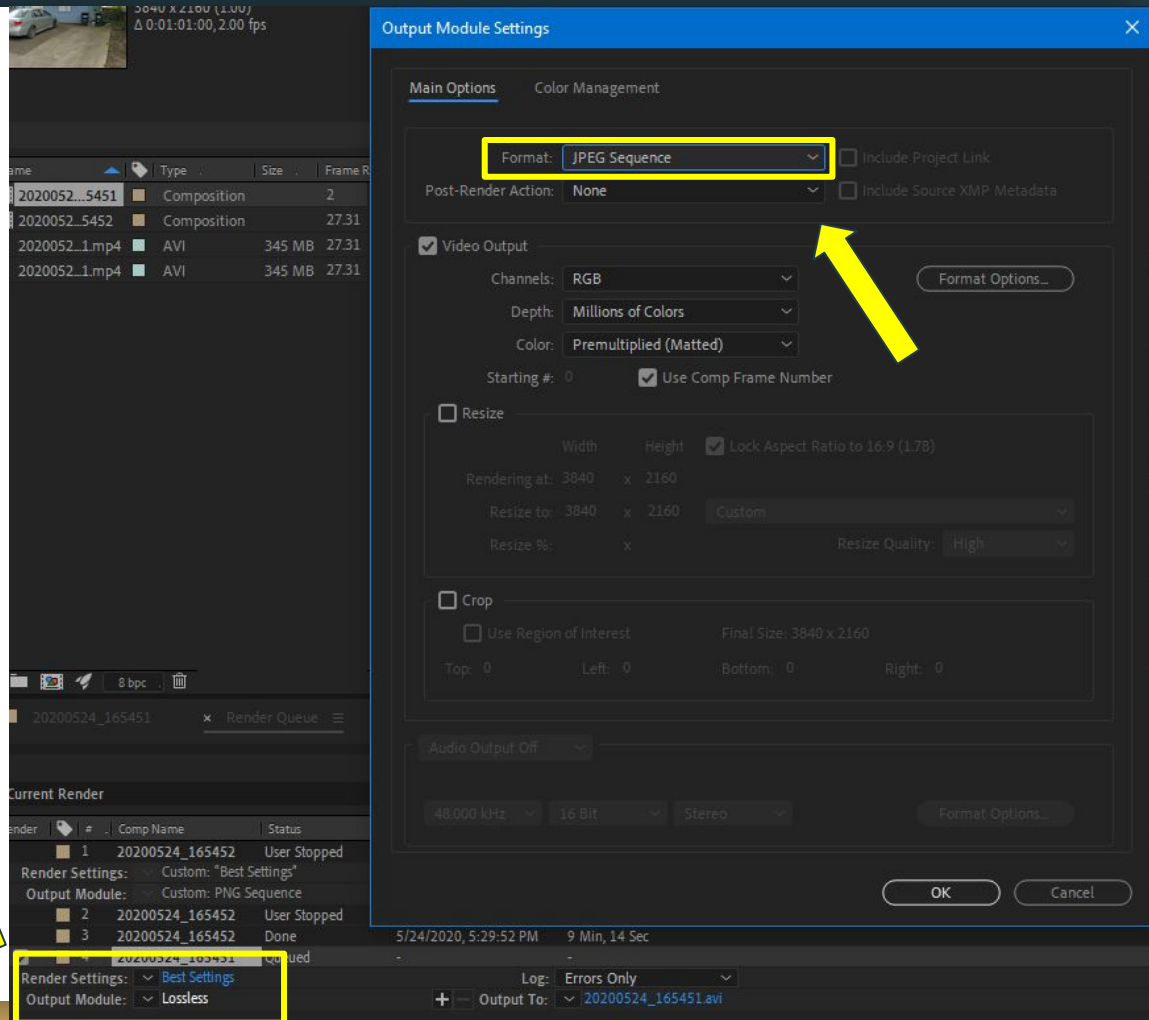 3840 x 2160 (1.00)
Δ 0:01:01:00, 2.00 fps
Output Module Settings
Main Options Color Management
Format: JPEG Sequence Include Project Link
Post-Render Action: None Include Source XMP Metadata
Type Size Frame R
2020052...5451 Composition 2
2020052...5452 Composition 27.31
2020052...1.mp4 AVI 345 MB 27.31
2020052...1.mp4 AVI 345 MB 27.31
Video Output
Channels: RGB Format Options...
Depth: Millions of Colors
Color: Premultiplied (Matted)
Starting #: 0 Use Comp Frame Number
Resize
Width Height Lock Aspect Ratio to 16:9 (1.78)
Rendering at: 3840 x 2160
Resize to: 3840 x 2160 Custom
Resize %: x Resize Quality: High
Crop
Use Region of Interest Final Size: 3840 x 2160
Top: 0 Left: 0 Bottom: 0 Right: 0
8 bpc
20200524_165451 × Render Queue
Audio Output Off
48.000 kHz 16 Bit Stereo Format Options...
Current Render
# Comp Name Status
1 20200524_165452 User Stopped
Render Settings: Custom: "Best Settings"
Output Module: Custom: PNG Sequence
OK Cancel
2 20200524_165452 User Stopped
3 20200524_165452 Done 5/24/2020, 5:29:52 PM 9 Min, 14 Sec
4 20200524_165451 Queued - -
Render Settings: Best Settings Log: Errors Only
Output Module: Lossless + Output To: 20200524_165451.avi